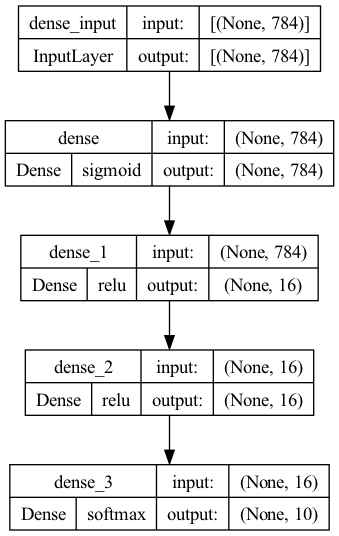 dense_input input: [(None, 784)]
InputLayer output: [(None, 784)]
dense input: (None, 784)
Dense sigmoid output: (None, 784)
dense_1 input: (None, 784)
Dense relu output: (None, 16)
dense_2 input: (None, 16)
Dense relu output: (None, 16)
dense_3 input: (None, 16)
Dense softmax output: (None, 10)